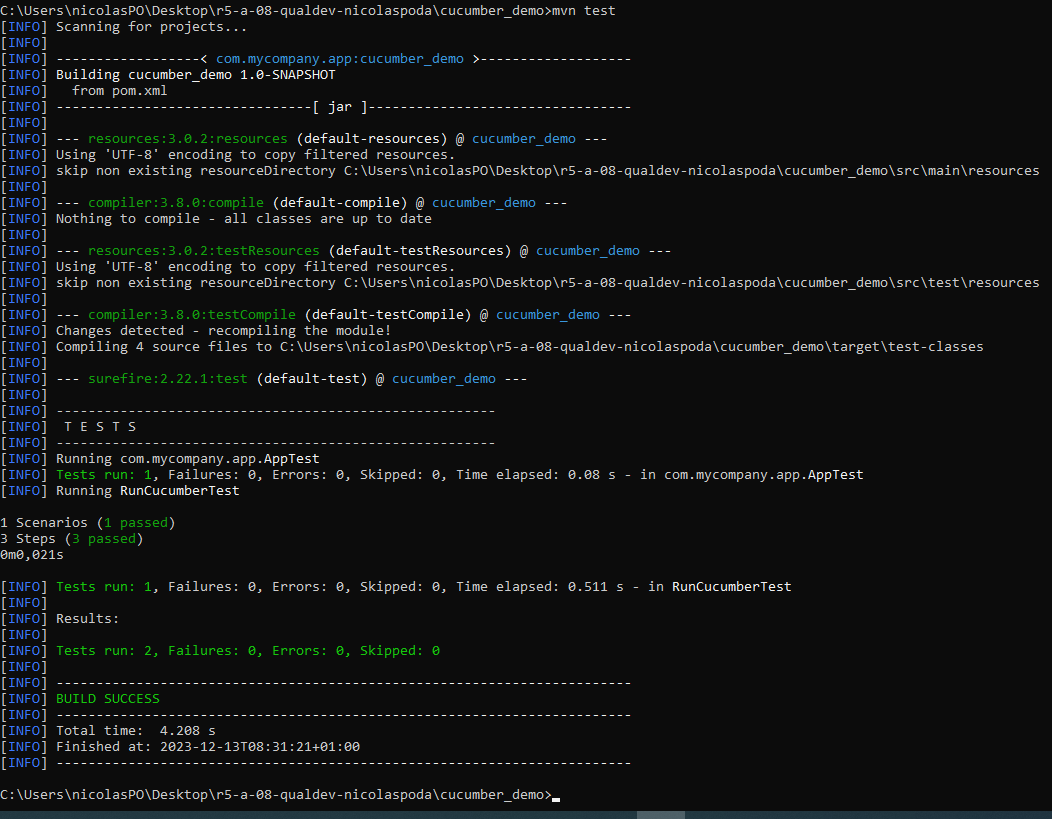 C:\Users\nicolasPO\Desktop\r5-a-08-qualdev-nicolaspoda\cucumber_demo>mvn test
[INFO] Scanning for projects...
[INFO]
[INFO] ------------------< com.mycompany.app:cucumber_demo >-------------------
[INFO] Building cucumber_demo 1.0-SNAPSHOT
[INFO]   from pom.xml
[INFO] --------------------------------[ jar ]---------------------------------
[INFO]
[INFO] --- resources:3.0.2:resources (default-resources) @ cucumber_demo ---
[INFO] Using 'UTF-8' encoding to copy filtered resources.
[INFO] skip non existing resourceDirectory C:\Users\nicolasPO\Desktop\r5-a-08-qualdev-nicolaspoda\cucumber_demo\src\main\resources
[INFO]
[INFO] --- compiler:3.8.0:compile (default-compile) @ cucumber_demo ---
[INFO] Nothing to compile - all classes are up to date
[INFO]
[INFO] --- resources:3.0.2:testResources (default-testResources) @ cucumber_demo ---
[INFO] Using 'UTF-8' encoding to copy filtered resources.
[INFO] skip non existing resourceDirectory C:\Users\nicolasPO\Desktop\r5-a-08-qualdev-nicolaspoda\cucumber_demo\src\test\resources
[INFO]
[INFO] --- compiler:3.8.0:testCompile (default-testCompile) @ cucumber_demo ---
[INFO] Changes detected - recompiling the module!
[INFO] Compiling 4 source files to C:\Users\nicolasPO\Desktop\r5-a-08-qualdev-nicolaspoda\cucumber_demo\target\test-classes
[INFO]
[INFO] --- surefire:2.22.1:test (default-test) @ cucumber_demo ---
[INFO]
[INFO] -------------------------------------------------------
[INFO]  T E S T S
[INFO] -------------------------------------------------------
[INFO] Running com.mycompany.app.AppTest
[INFO] Tests run: 1, Failures: 0, Errors: 0, Skipped: 0, Time elapsed: 0.08 s - in com.mycompany.app.AppTest
[INFO] Running RunCucumberTest
1 Scenarios (1 passed)
3 Steps (3 passed)
0m0,021s
[INFO] Tests run: 1, Failures: 0, Errors: 0, Skipped: 0, Time elapsed: 0.511 s - in RunCucumberTest
[INFO]
[INFO] Results:
[INFO]
[INFO] Tests run: 2, Failures: 0, Errors: 0, Skipped: 0
[INFO]
[INFO] ------------------------------------------------------------------------
[INFO] BUILD SUCCESS
[INFO] ------------------------------------------------------------------------
[INFO] Total time:  4.208 s
[INFO] Finished at: 2023-12-13T08:31:21+01:00
[INFO] ------------------------------------------------------------------------
C:\Users\nicolasPO\Desktop\r5-a-08-qualdev-nicolaspoda\cucumber_demo>